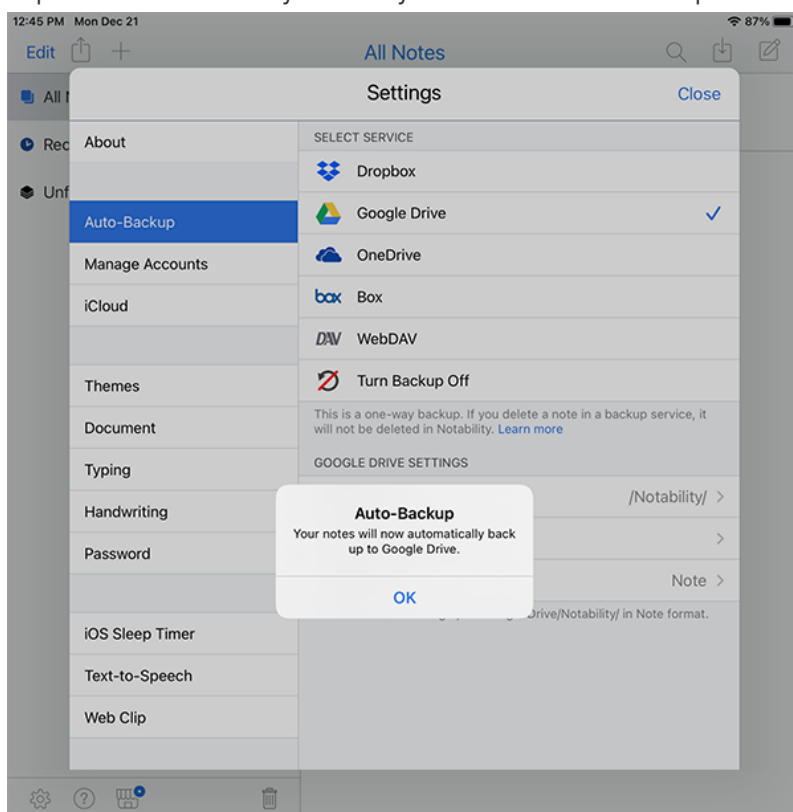 12:45 PM Mon Dec 21 87%
Edit All Notes
Settings Close
All
Rec
Unf
About
Auto-Backup
Manage Accounts
iCloud
Themes
Document
Typing
Handwriting
Password
iOS Sleep Timer
Text-to-Speech
Web Clip
SELECT SERVICE
Dropbox
Google Drive
OneDrive
box Box
DAV WebDAV
Turn Backup Off
This is a one-way backup. If you delete a note in a backup service, it
will not be deleted in Notability. Learn more
GOOGLE DRIVE SETTINGS
/Notability/
Note
Drive/Notability/ in Note format.
Auto-Backup
Your notes will now automatically back
up to Google Drive.
OK